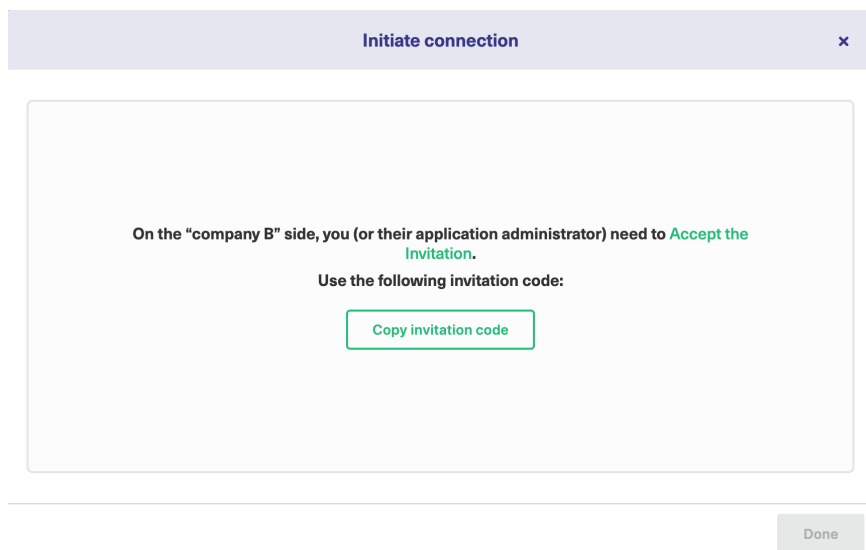 Initiate connection
×
On the “company B” side, you (or their application administrator) need to Accept the
Invitation.
Use the following invitation code:
Copy invitation code
Done